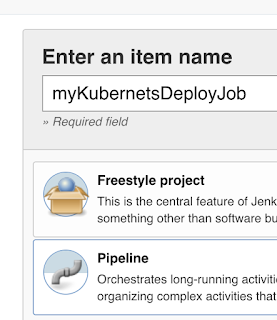 Enter an item name
myKubernetsDeployJob
» Required field
Freestyle project
This is the central feature of Jenk
something other than software bu
Pipeline
Orchestrates long-running activitie
organizing complex activities that